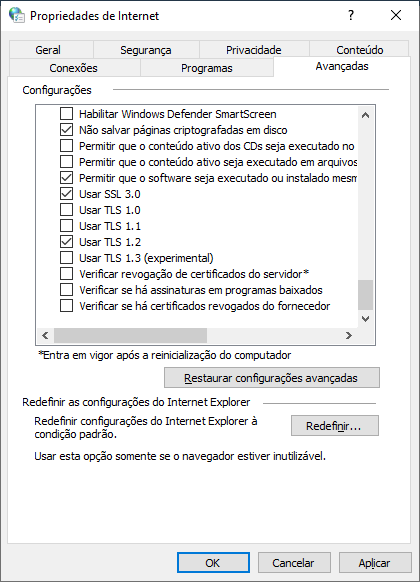 Propriedades de Internet
Geral Segurança Privacidade Conteúdo
Conexões Programas Avançadas
Configurações
Habilitar Windows Defender SmartScreen
Não salvar páginas criptografadas em disco
Permitir que o conteúdo ativo dos CDs seja executado no
Permitir que o conteúdo ativo seja executado em arquivos
Permitir que o software seja executado ou instalado mesm
Usar SSL 3.0
Usar TLS 1.0
Usar TLS 1.1
Usar TLS 1.2
Usar TLS 1.3 (experimental)
Verificar revogação de certificados do servidor*
Verificar se há assinaturas em programas baixados
Verificar se há certificados revogados do fornecedor
*Entra em vigor após a reinicialização do computador
Restaurar configurações avançadas
Redefinir as configurações do Internet Explorer
Redefinir configurações do Internet Explorer à
condição padrão.
Redefinir...
Usar esta opção somente se o navegador estiver inutilizável.
OK Cancelar Aplicar